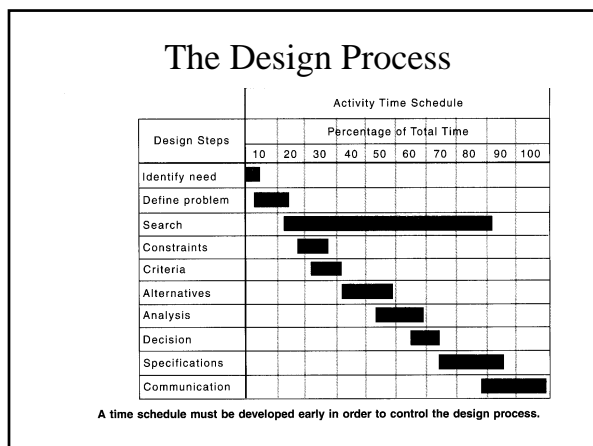 The Design Process
Activity Time Schedule
Design Steps
Percentage of Total Time
10 20 30 40 50 60 70 80 90 100
Identify need
Define problem
Search
Constraints
Criteria
Alternatives
Analysis
Decision
Specifications
Communication
A time schedule must be developed early in order to control the design process.